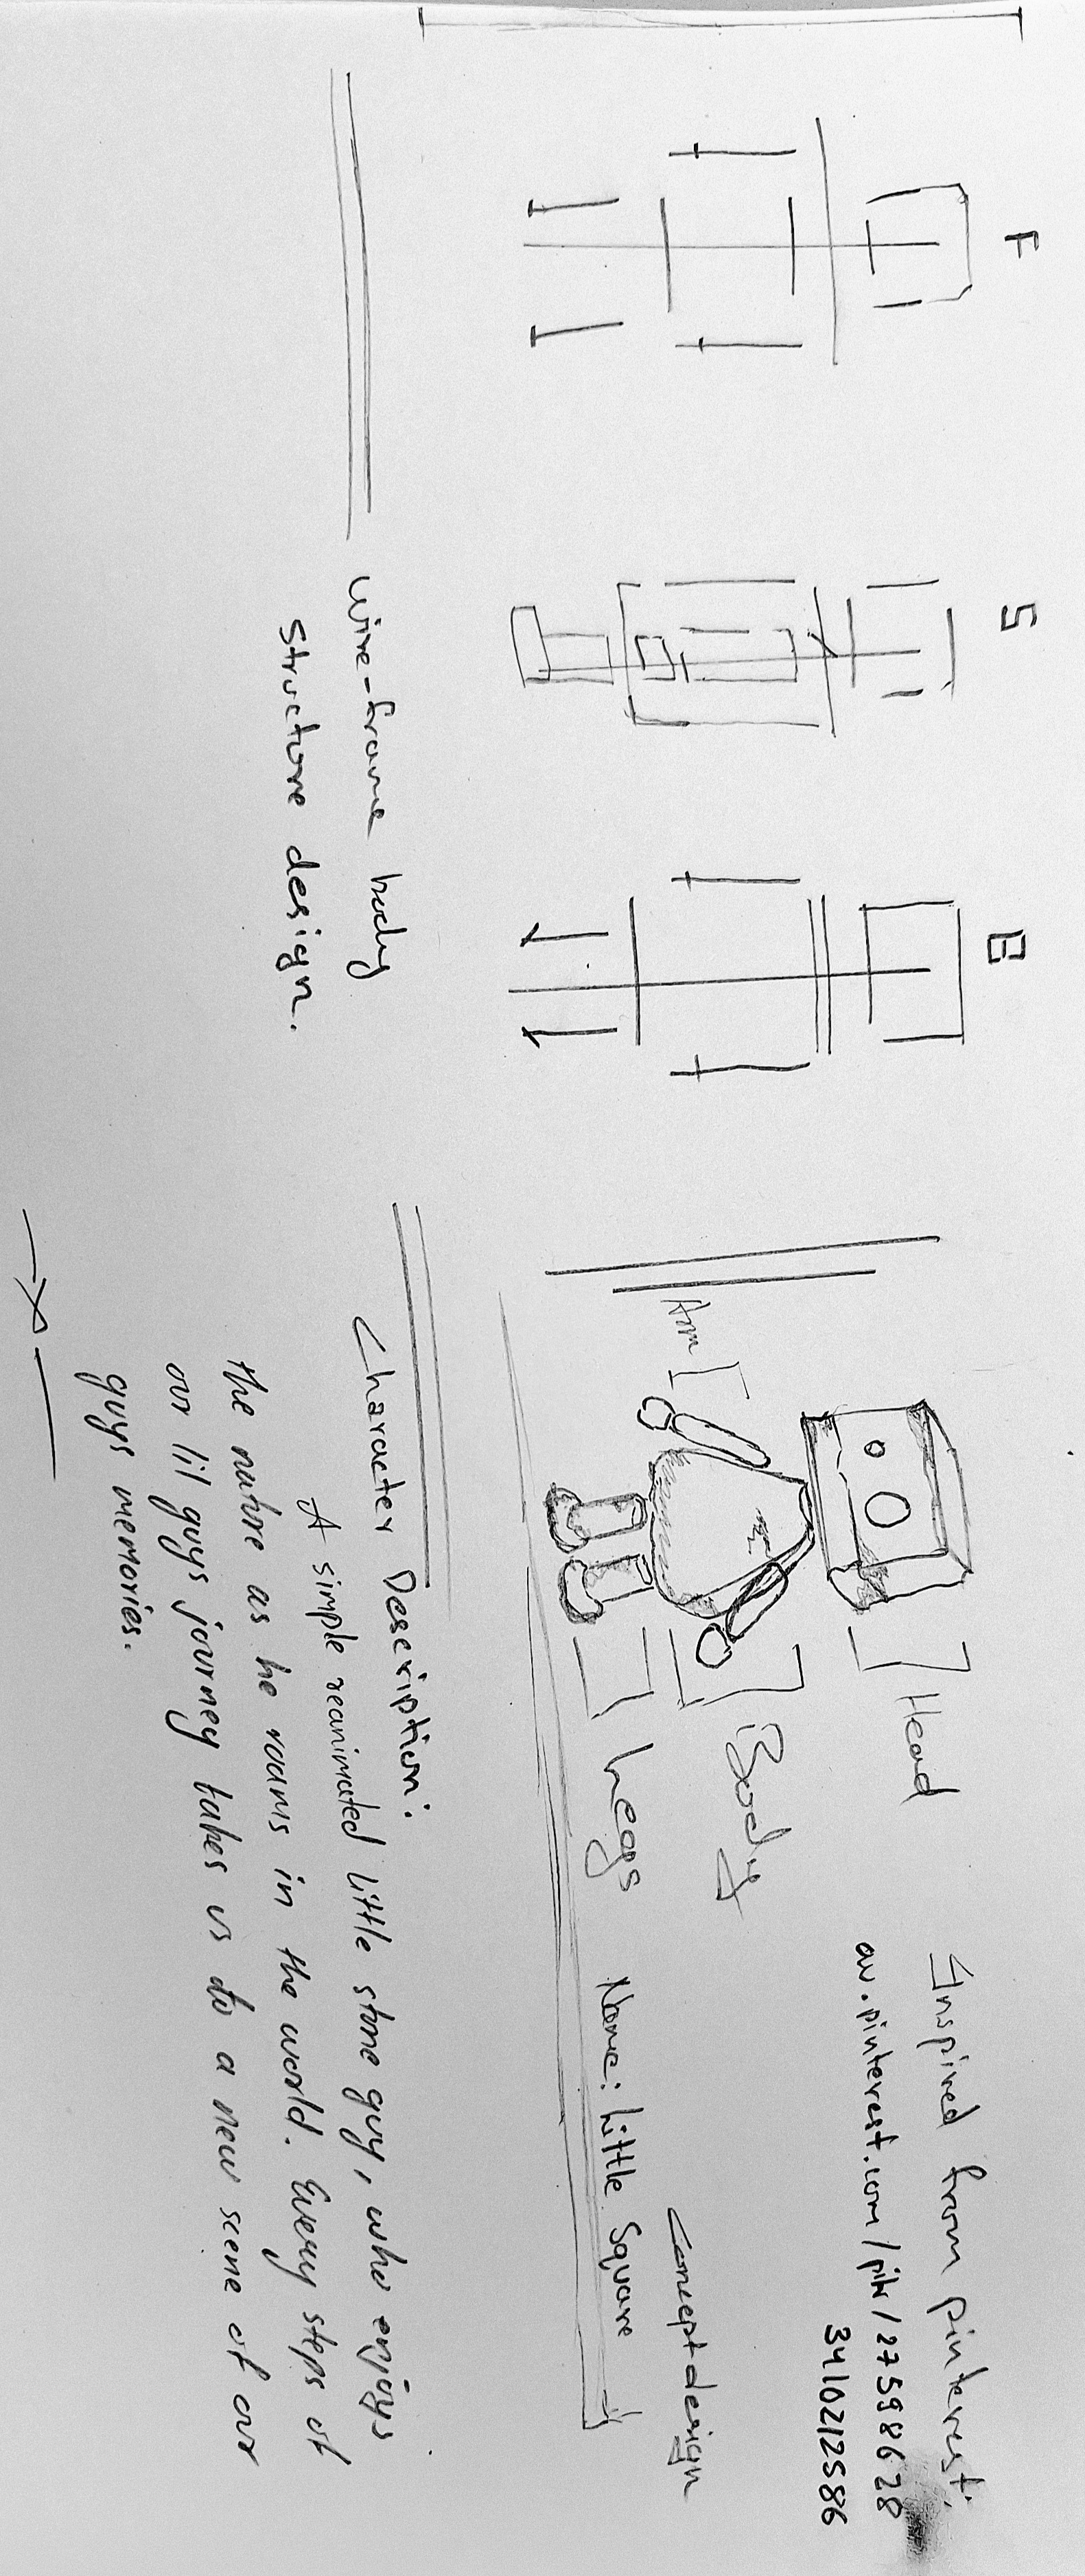 F
S
B
wire-frame body
structure design.
Head
Body
Arm
Legs
Inspired from pinterest:
au.pinterest.com/pin/27598628
3410212586
Concept design
Name: Little Square
Character Description:
A simple reanimated little stone guy, who enjoys
the nature as he roams in the world. Every steps of
our lil guys journey takes us to a new scene of our
guys memories.